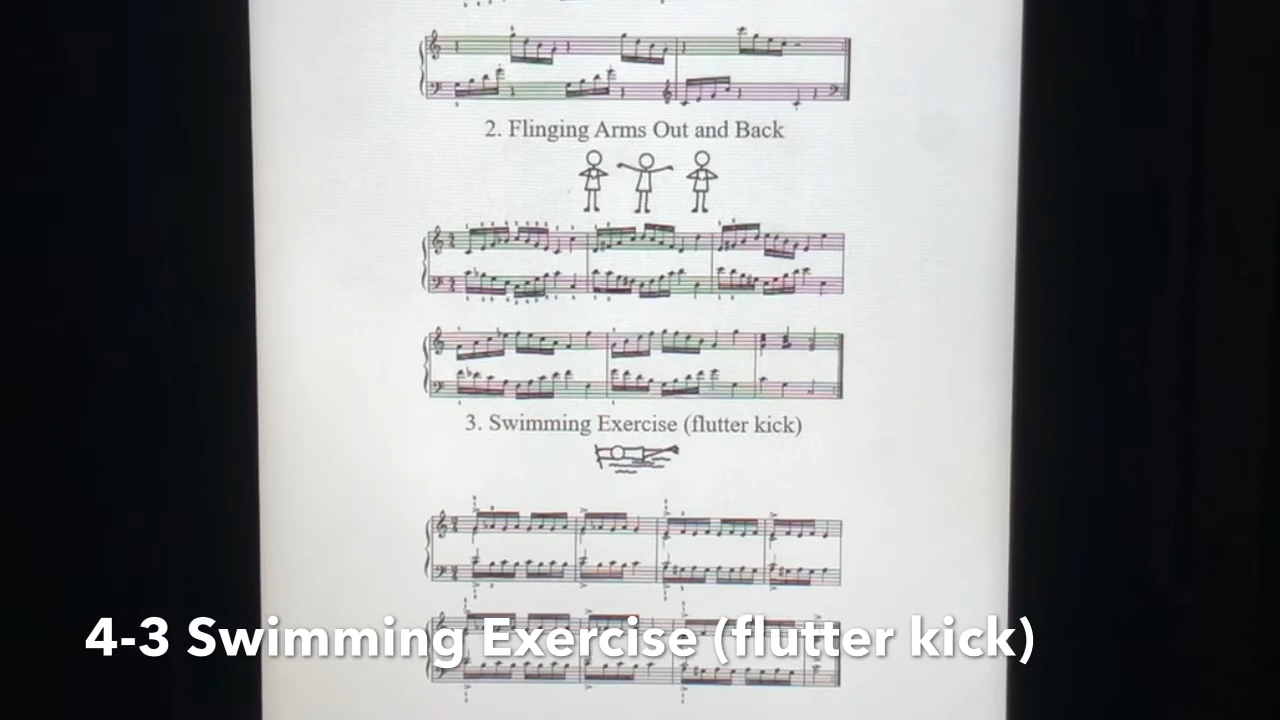 2. Flinging Arms Out and Back
3. Swimming Exercise (flutter kick)
4-3 Swimming Exercise (flutter kick)